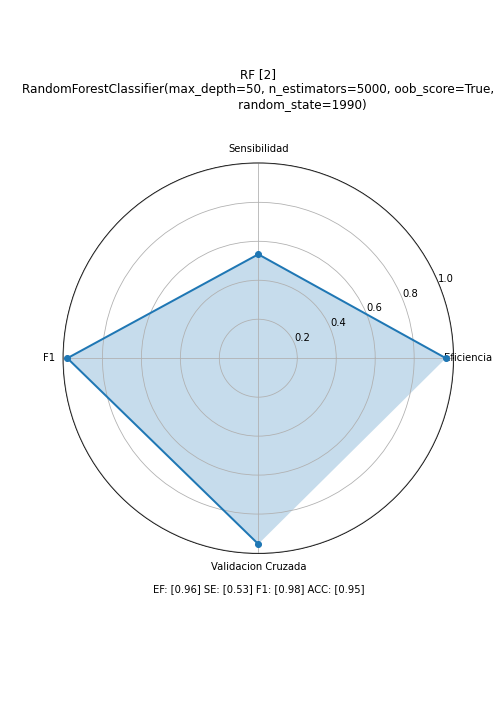 RF [2]
RandomForestClassifier(max_depth=50, n_estimators=5000, oob_score=True,
random_state=1990)
Sensibilidad
1.0
0.8
0.6
0.4
0.2
F1
Eficiencia
Validacion Cruzada
EF: [0.96] SE: [0.53] F1: [0.98] ACC: [0.95]